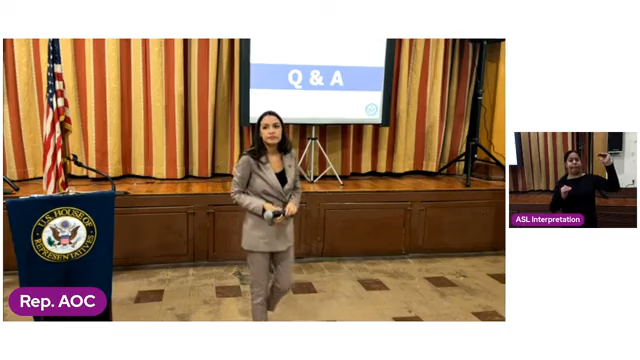 Q & A
U.S. HOUSE OF
REPRESENTATIVES
Rep. AOC
ASL Interpretation